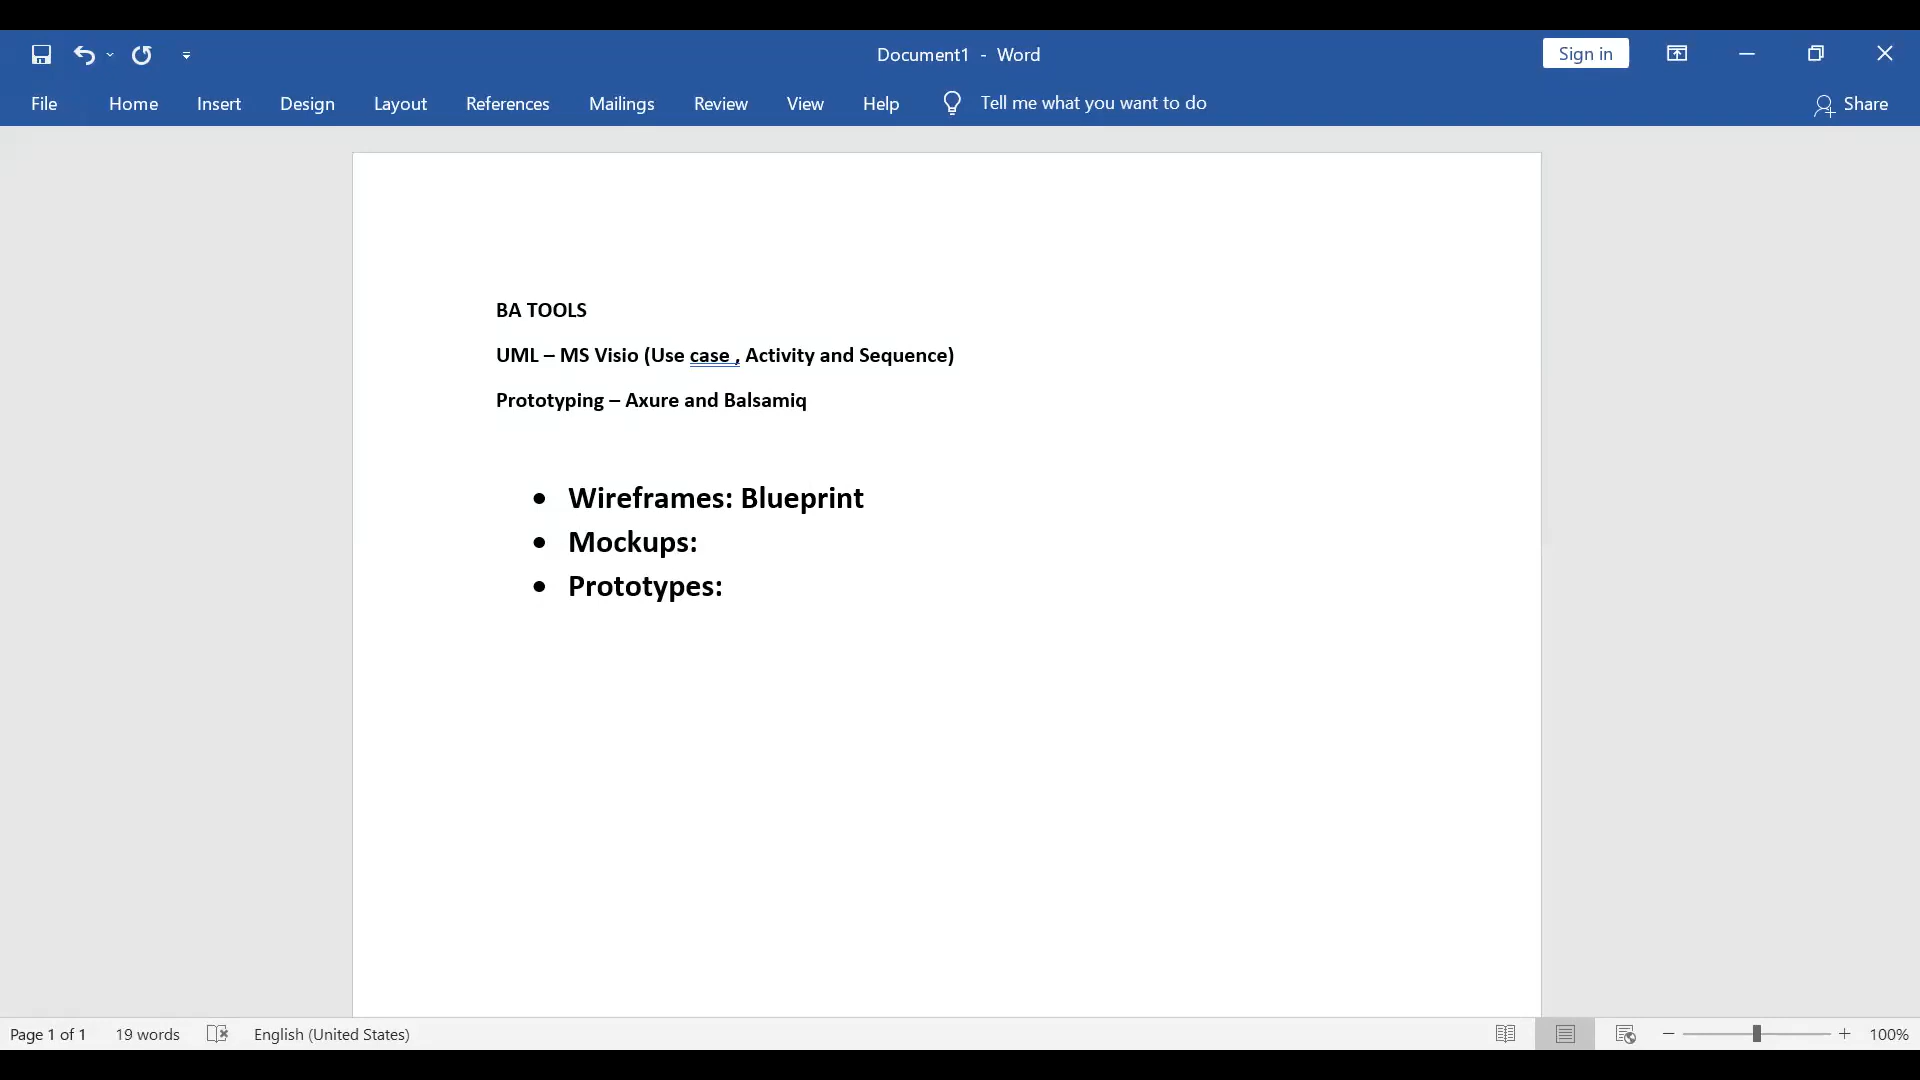 Document1 - Word
Sign in
File Home Insert Design Layout References Mailings Review View Help Tell me what you want to do Share
BA TOOLS
UML – MS Visio (Use case , Activity and Sequence)
Prototyping – Axure and Balsamiq
• Wireframes: Blueprint
• Mockups:
• Prototypes:
Page 1 of 1 19 words English (United States) 100%